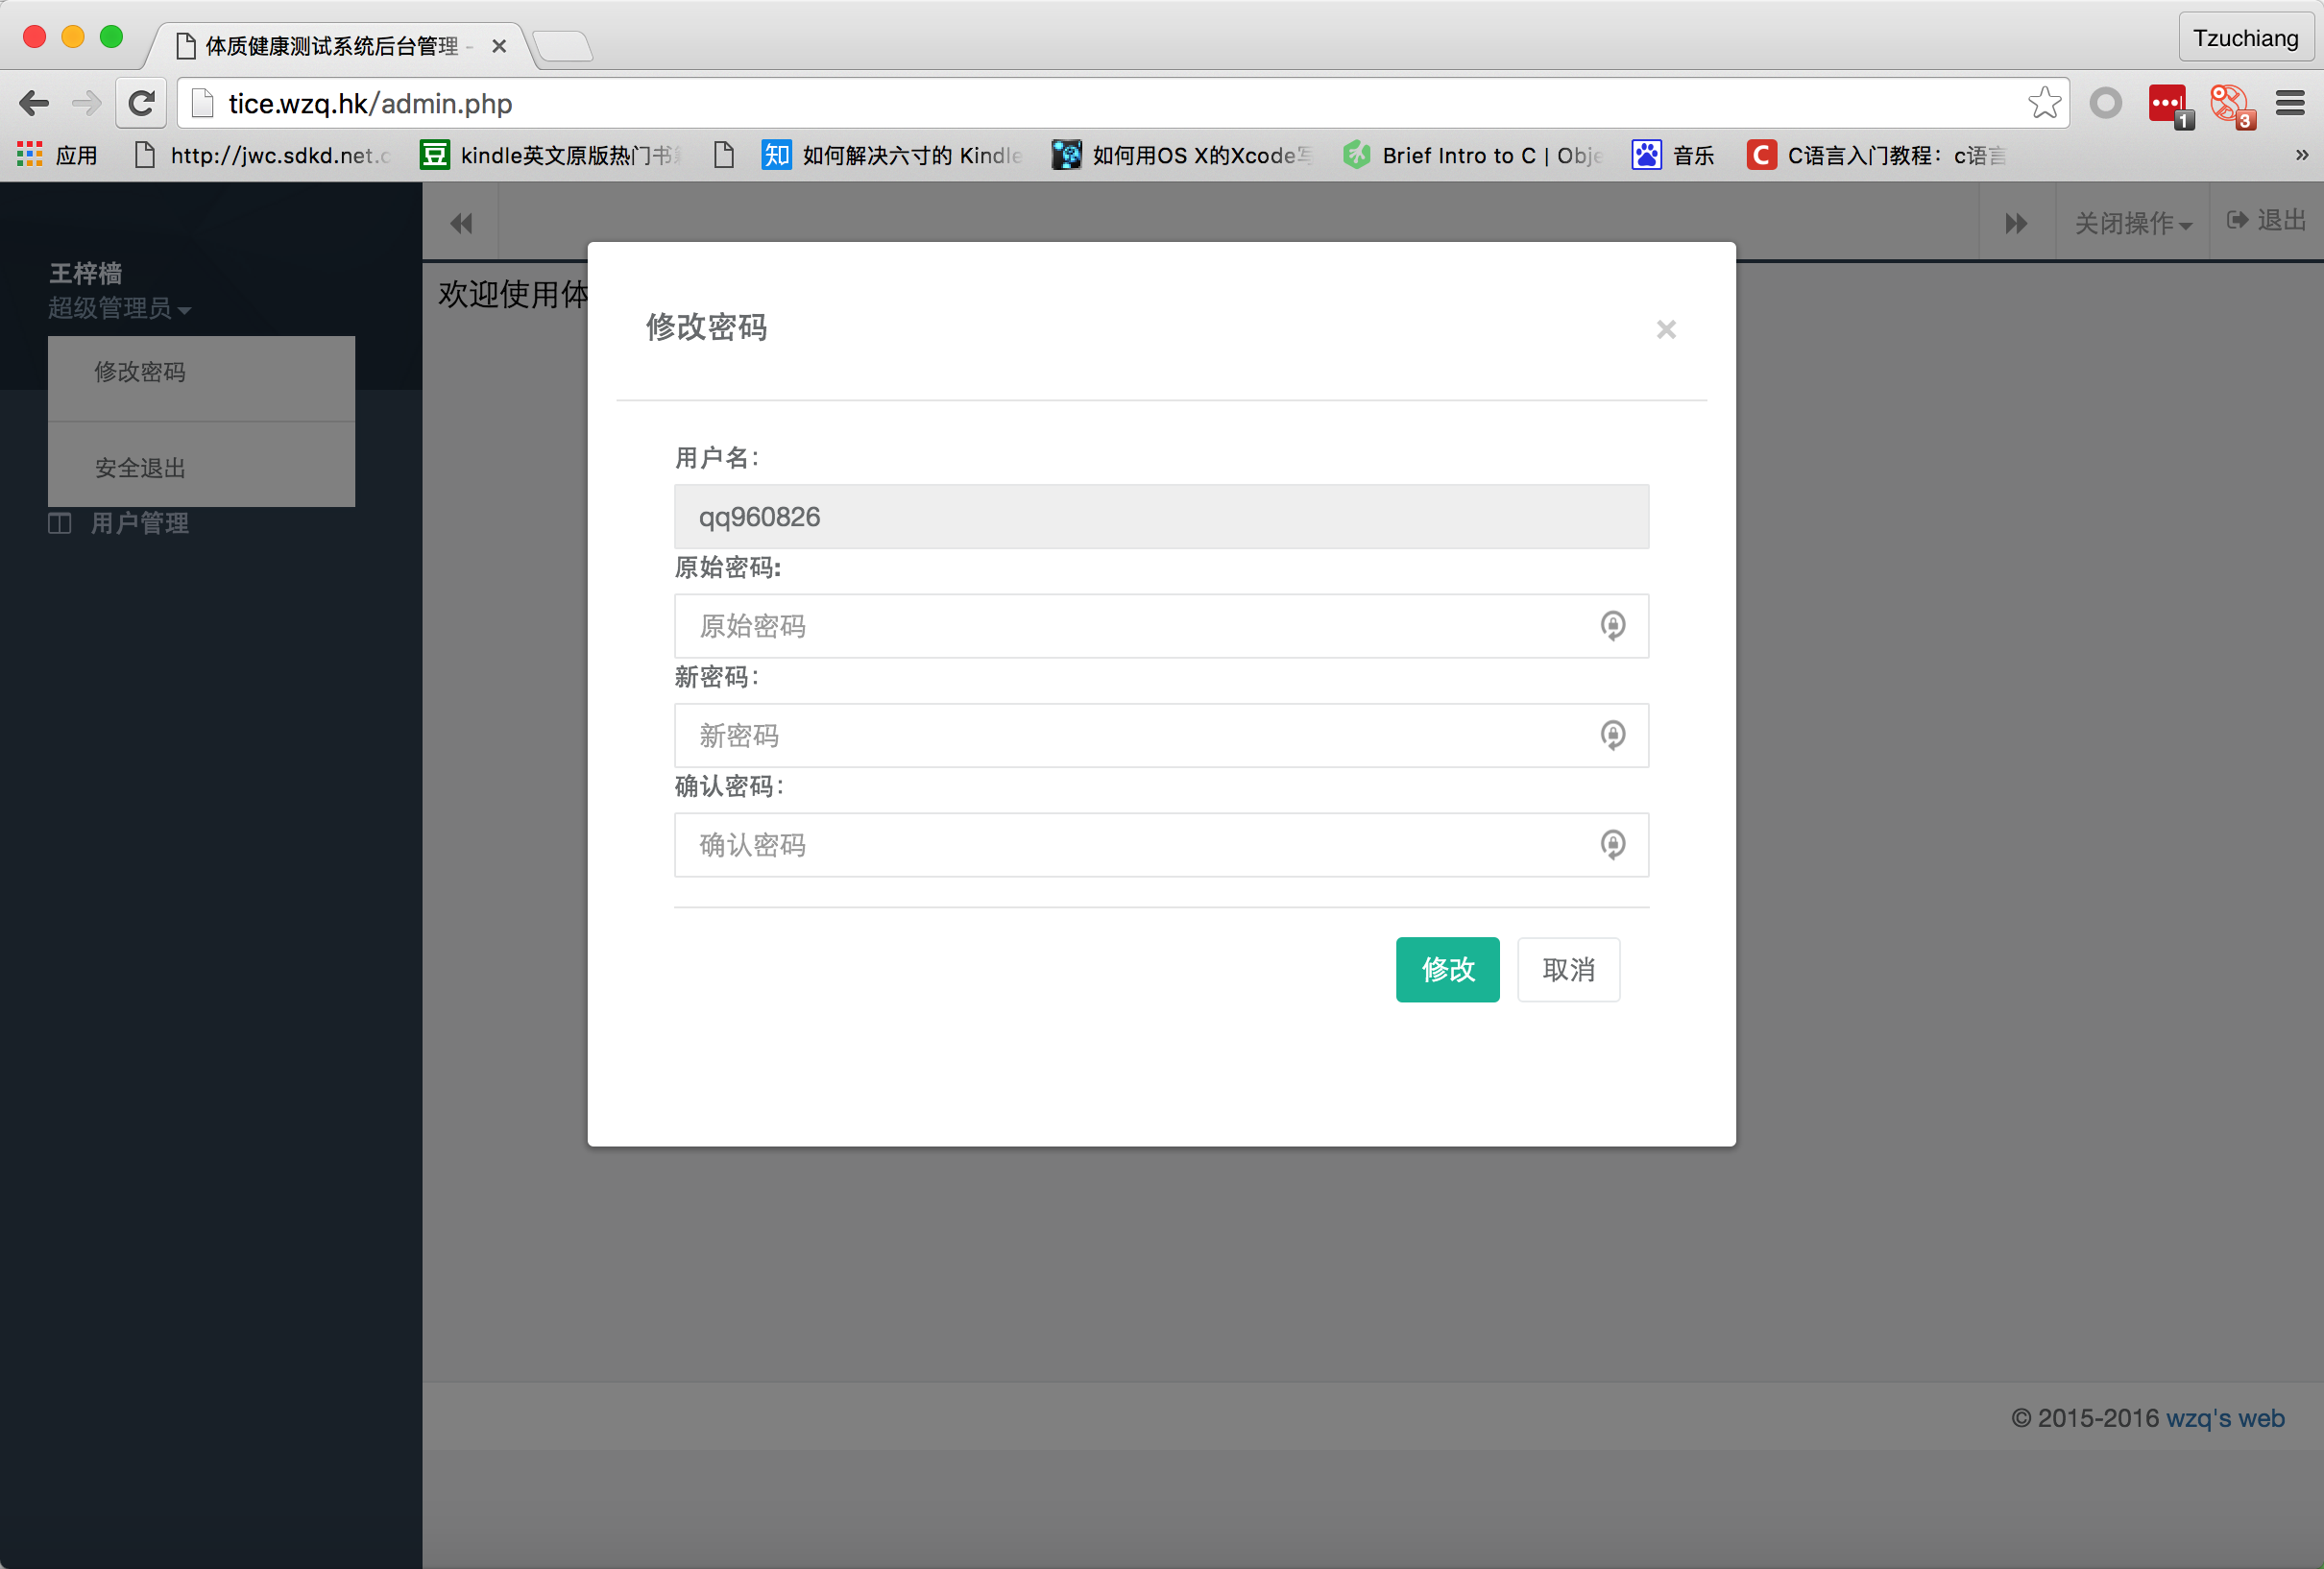 体质健康测试系统后台管理 -
Tzuchiang
tice.wzq.hk/admin.php
1
3
应用
http://jwc.sdkd.net.c
豆
kindle英文原版热门书
知
如何解决六寸的 Kindle
如何用OS X的Xcode写
Brief Intro to C | Obje
音乐
C
C语言入门教程：c语言
»
关闭操作
退出
王梓樯
超级管理员
修改密码
安全退出
用户管理
欢迎使用体
修改密码
×
用户名：
qq960826
原始密码:
原始密码
新密码：
新密码
确认密码：
确认密码
修改
取消
© 2015-2016 wzq's web